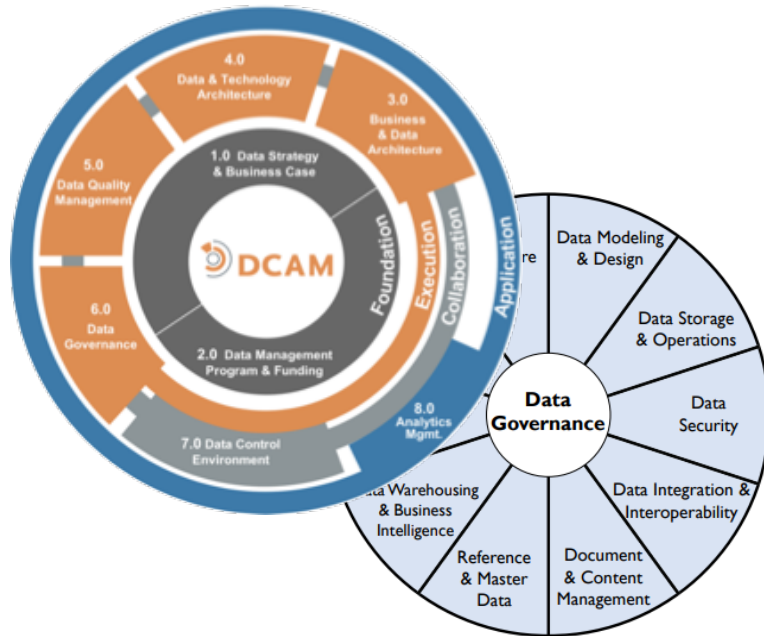 4.0
Data & Technology
Architecture
3.0
Business
& Data
Architecture
5.0
Data Quality
Management
1.0 Data Strategy
& Business Case
DCAM
Foundation
Execution
Collaboration
Application
6.0
Data
Governance
2.0 Data Management
Program & Funding
7.0 Data Control
Environment
8.0
Analytics
Mgmt.
re
Data Modeling
& Design
Data Storage
& Operations
Data
Security
Data Integration &
Interoperability
Document
& Content
Management
Reference
& Master
Data
Data Warehousing
& Business
Intelligence
Data
Governance